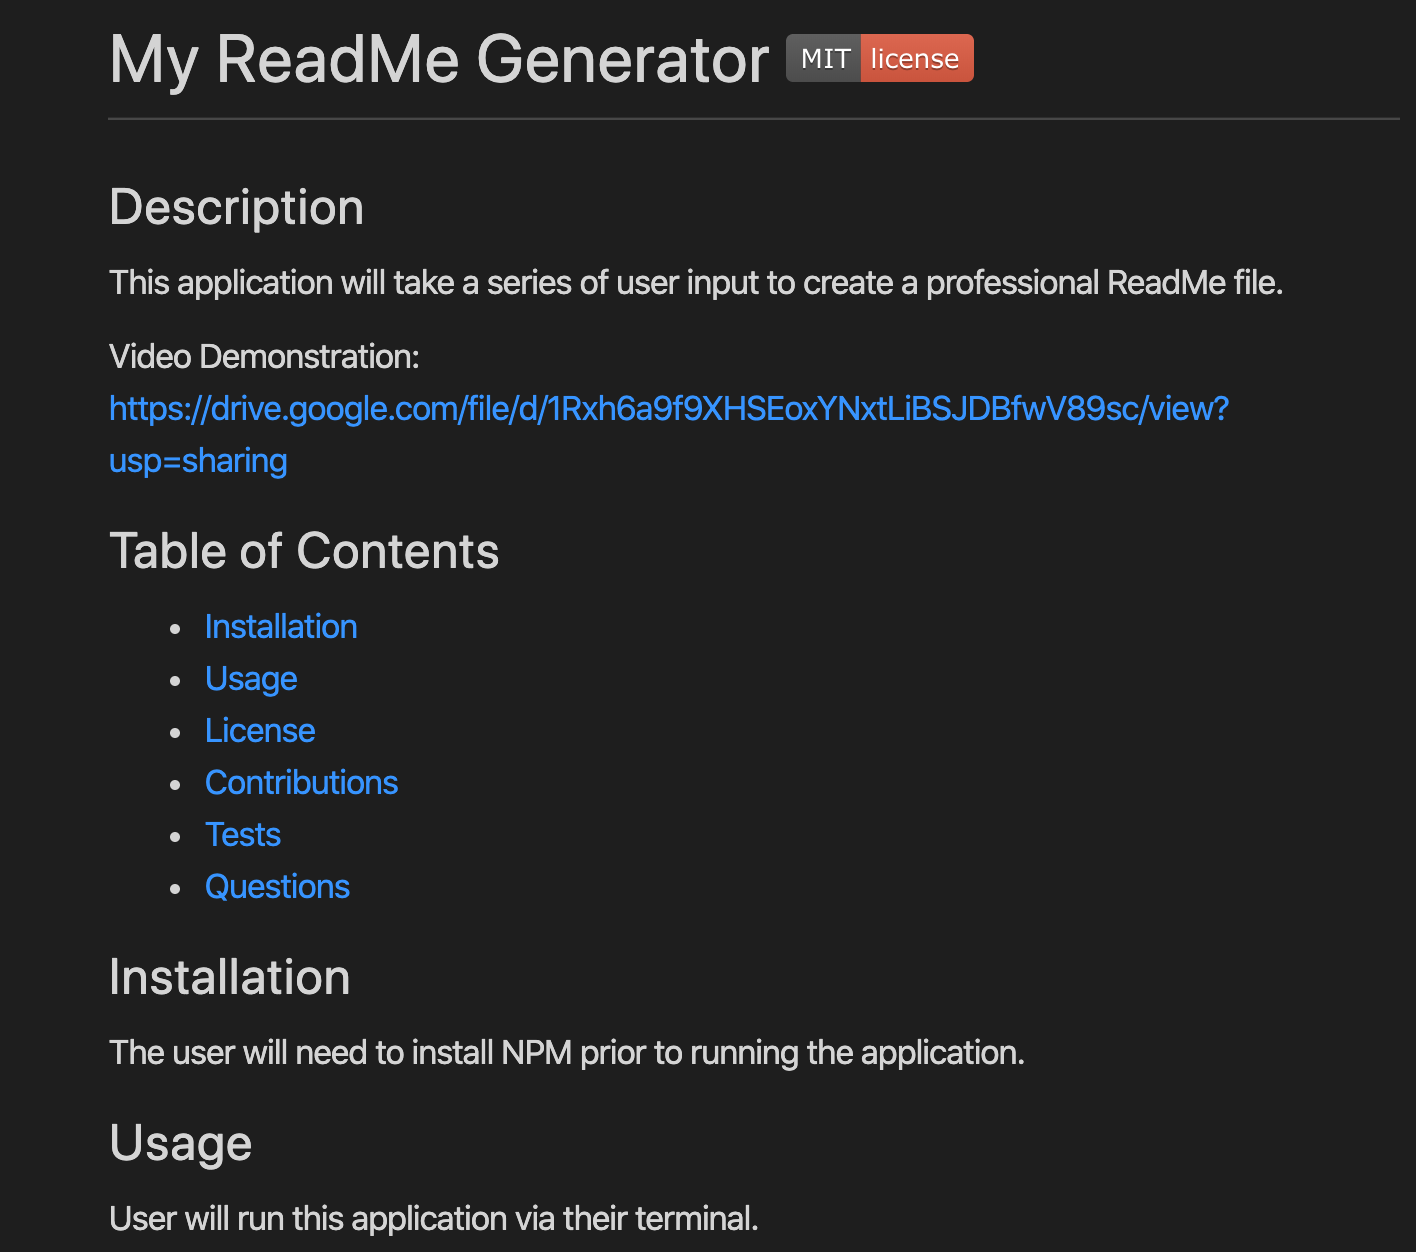 My ReadMe Generator MIT license
Description
This application will take a series of user input to create a professional ReadMe file.
Video Demonstration:
https://drive.google.com/file/d/1Rxh6a9f9XHSEoxYNxtLiBSJDBfwV89sc/view?
usp=sharing
Table of Contents
Installation
Usage
License
Contributions
Tests
Questions
Installation
The user will need to install NPM prior to running the application.
Usage
User will run this application via their terminal.